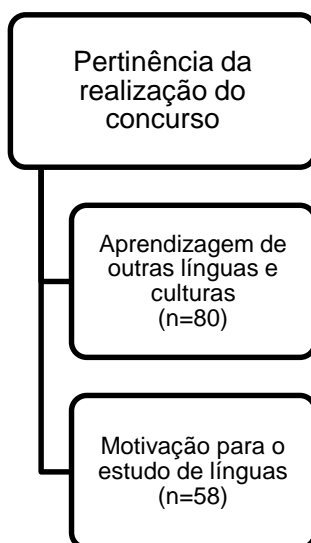 Pertinência da
realização do
concurso
Aprendizagem de
outras línguas e
culturas
(n=80)
Motivação para o
estudo de línguas
(n=58)